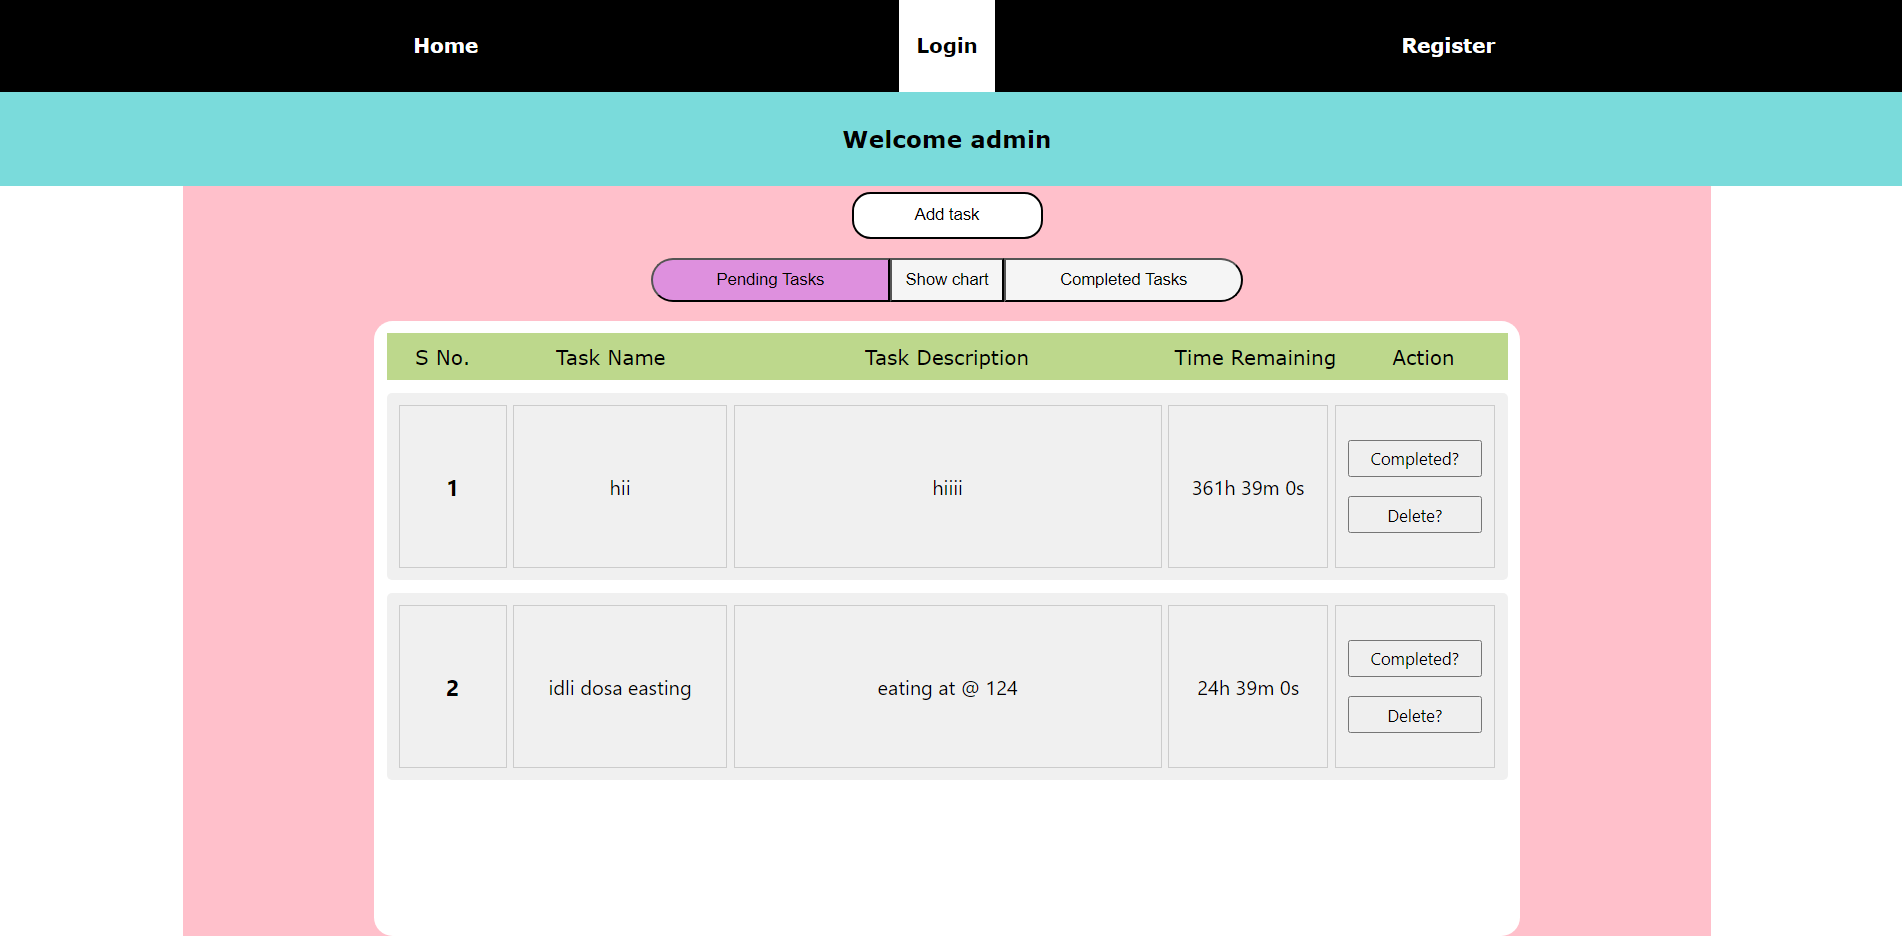 Home Login Register
Welcome admin
Add task
Pending Tasks Show chart Completed Tasks
S No. Task Name Task Description Time Remaining Action
1 hii hiiii 361h 39m 0s Completed?
Delete?
2 idli dosa easting eating at @ 124 24h 39m 0s Completed?
Delete?